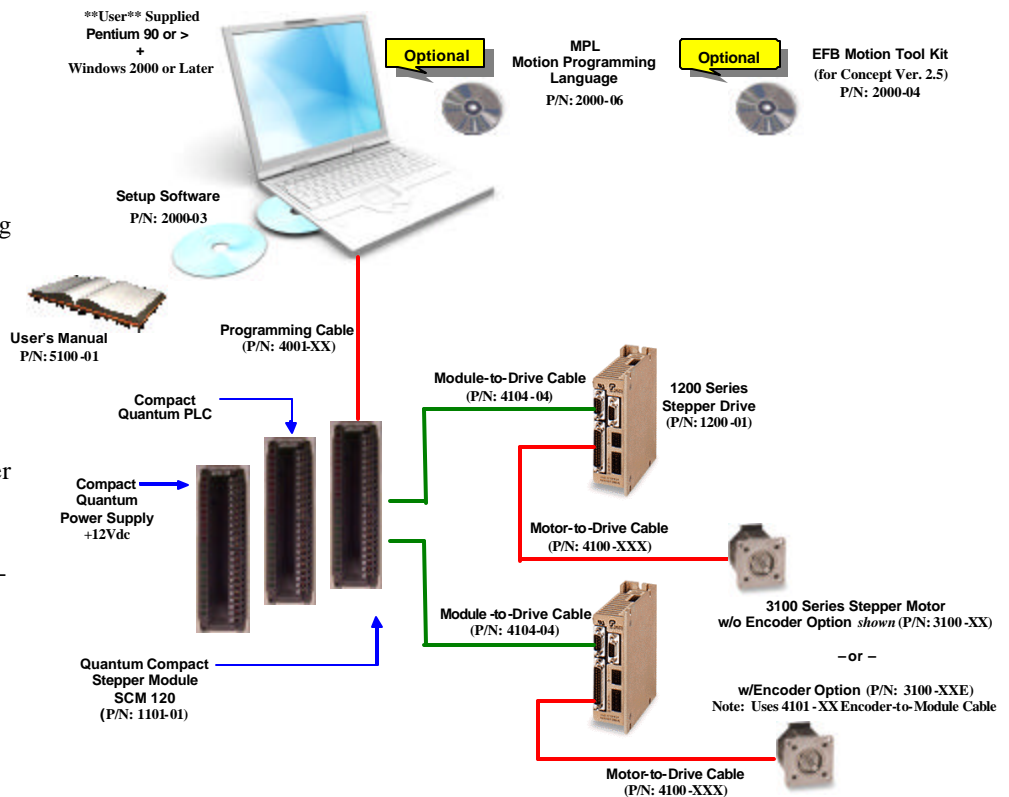 **User** Supplied
Pentium 90 or >
+
Windows 2000 or Later
Optional
MPL
Motion Programming
Language
P/N: 2000-06
Optional
EFB Motion Tool Kit
(for Concept Ver. 2.5)
P/N: 2000-04
Setup Software
P/N: 2000-03
g
User's Manual
P/N: 5100-01
Programming Cable
(P/N: 4001-XX)
Compact
Quantum PLC
er
Compact
Quantum
Power Supply
+12Vdc
-
Module-to-Drive Cable
(P/N: 4104-04)
1200 Series
Stepper Drive
(P/N: 1200-01)
Motor-to-Drive Cable
(P/N: 4100-XXX)
Module-to-Drive Cable
(P/N: 4104-04)
3100 Series Stepper Motor
w/o Encoder Option shown (P/N: 3100-XX)
–or –
w/Encoder Option (P/N: 3100-XXE)
Note: Uses 4101-XX Encoder-to-Module Cable
Quantum Compact
Stepper Module
SCM 120
(P/N: 1101-01)
Motor-to-Drive Cable
(P/N: 4100-XXX)